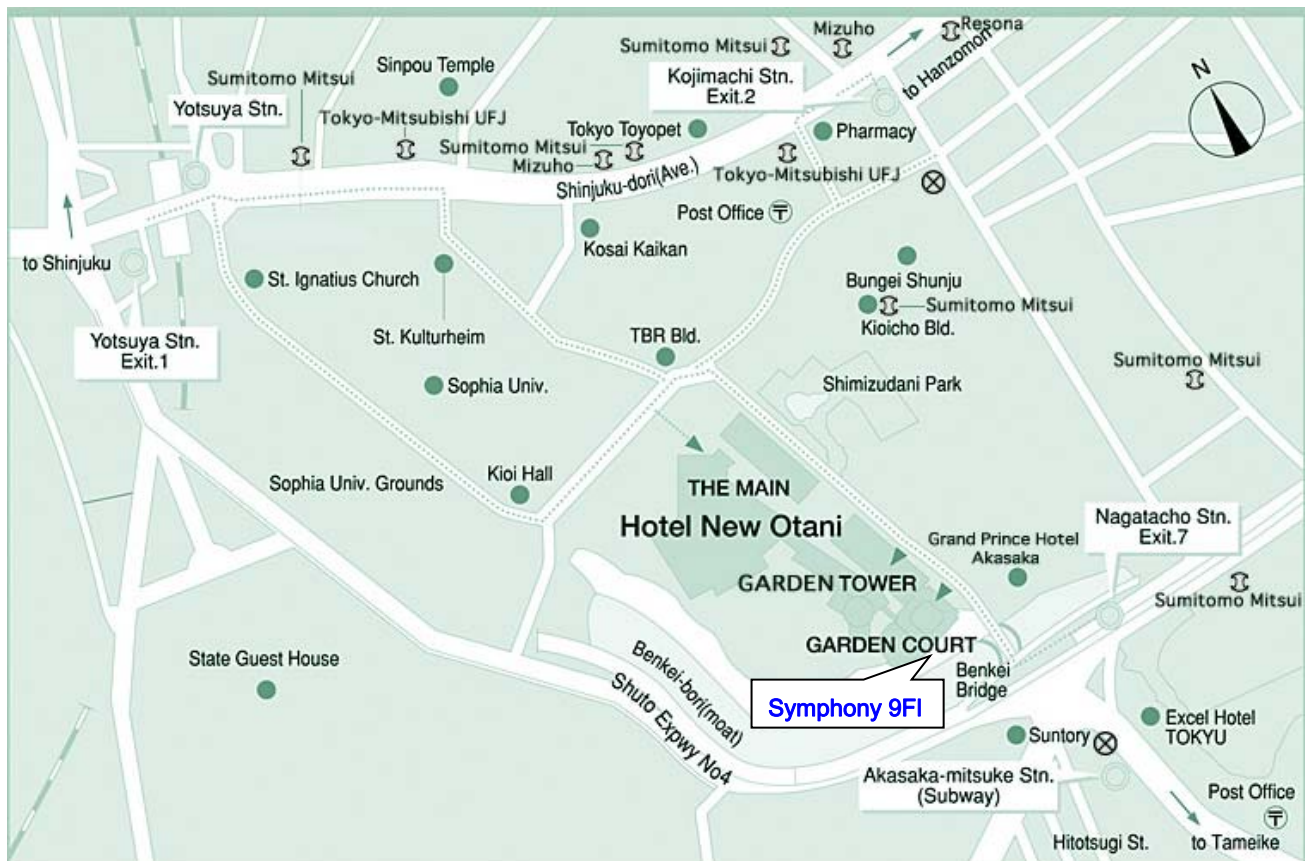 Resona
Mizuho
Sumitomo Mitsui
to Hanzomon
Kojimachi Stn.
Exit.2
N
Sinpou Temple
Sumitomo Mitsui
Yotsuya Stn.
Tokyo-Mitsubishi UFJ
Tokyo Toyopet
Sumitomo Mitsui
Mizuho
Pharmacy
Shinjuku-dori(Ave.)
Tokyo-Mitsubishi UFJ
Post Office 〒
Kosai Kaikan
to Shinjuku
St. Ignatius Church
Bungei Shunju
Sumitomo Mitsui
Kioicho Bld.
St. Kulturheim
TBR Bld.
Yotsuya Stn.
Exit.1
Sophia Univ.
Shimizudani Park
Sumitomo Mitsui
Sophia Univ. Grounds
Kioi Hall
THE MAIN
Hotel New Otani
Nagatacho Stn.
Exit.7
Grand Prince Hotel
Akasaka
GARDEN TOWER
Sumitomo Mitsui
GARDEN COURT
State Guest House
Benkei-bori(moat)
Benkei
Bridge
Shuto Expwy No4
Symphony 9Fl
Suntory
Excel Hotel
TOKYU
Akasaka-mitsuke Stn.
(Subway)
Post Office
〒
Hitotsugi St.
to Tameike